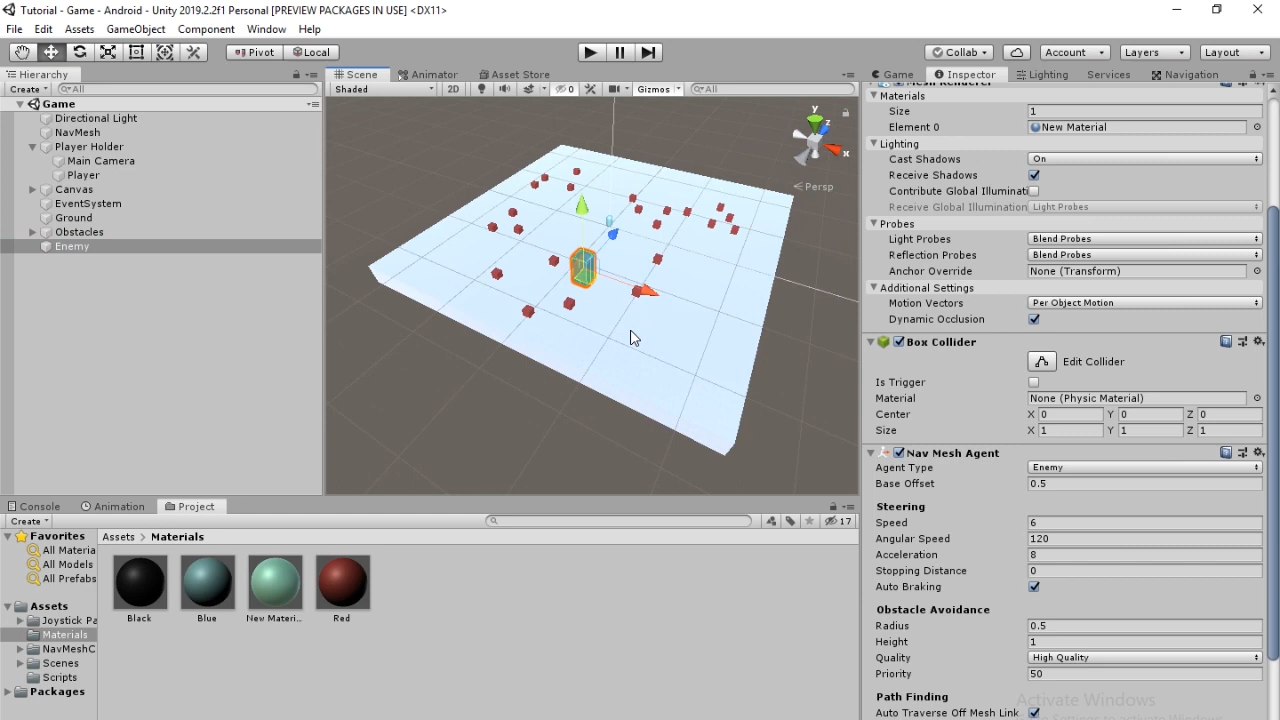 Tutorial - Game - Android - Unity 2019.2.2f1 Personal [PREVIEW PACKAGES IN USE] <DX11>
File Edit Assets GameObject Component Window Help
Pivot Local Collab Account Layers Layout
Hierarchy
Create All
Game
Directional Light
NavMesh
Player Holder
Main Camera
Player
Canvas
EventSystem
Ground
Obstacles
Enemy
Scene Animator Asset Store
Shaded 2D 0 Gizmos All
y
z
x
Persp
Game Inspector Lighting Services Navigation
Mesh Renderer
Materials
Size 1
Element 0 New Material
Lighting
Cast Shadows On
Receive Shadows
Contribute Global Illuminati
Receive Global Illumination Light Probes
Probes
Light Probes Blend Probes
Reflection Probes Blend Probes
Anchor Override None (Transform)
Additional Settings
Motion Vectors Per Object Motion
Dynamic Occlusion
Box Collider
Edit Collider
Is Trigger
Material None (Physic Material)
Center X 0 Y 0 Z 0
Size X 1 Y 1 Z 1
Nav Mesh Agent
Agent Type Enemy
Base Offset 0.5
Steering
Speed 6
Angular Speed 120
Acceleration 8
Stopping Distance 0
Auto Braking
Obstacle Avoidance
Radius 0.5
Height 1
Quality High Quality
Priority 50
Path Finding
Auto Traverse Off Mesh Link
Activate Windows
Console Animation Project
Create 17
Favorites
All Materia
All Models
All Prefabs
Assets
Joystick Pa
Materials
NavMeshC
Scenes
Scripts
Packages
Assets > Materials
Black Blue New Materi... Red